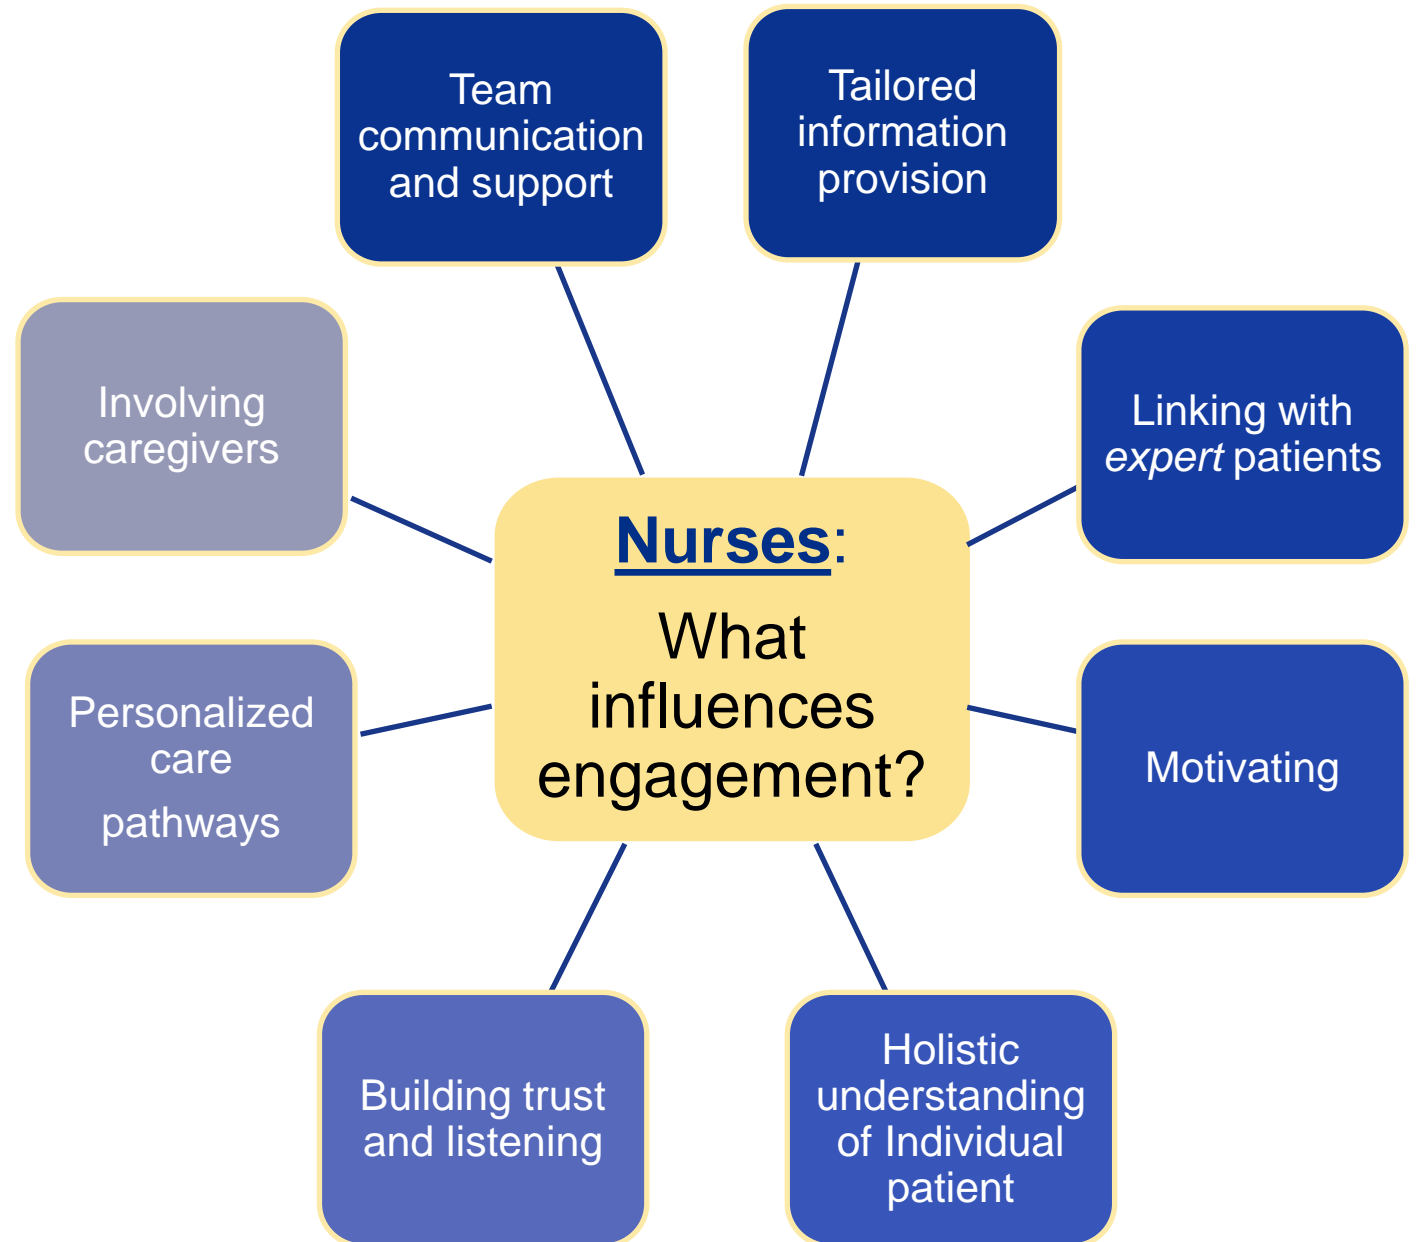 Team
communication
and support
Tailored
information
provision
Involving
caregivers
Linking with
expert patients
Nurses:
What
influences
engagement?
Personalized
care
pathways
Motivating
Building trust
and listening
Holistic
understanding
of Individual
patient